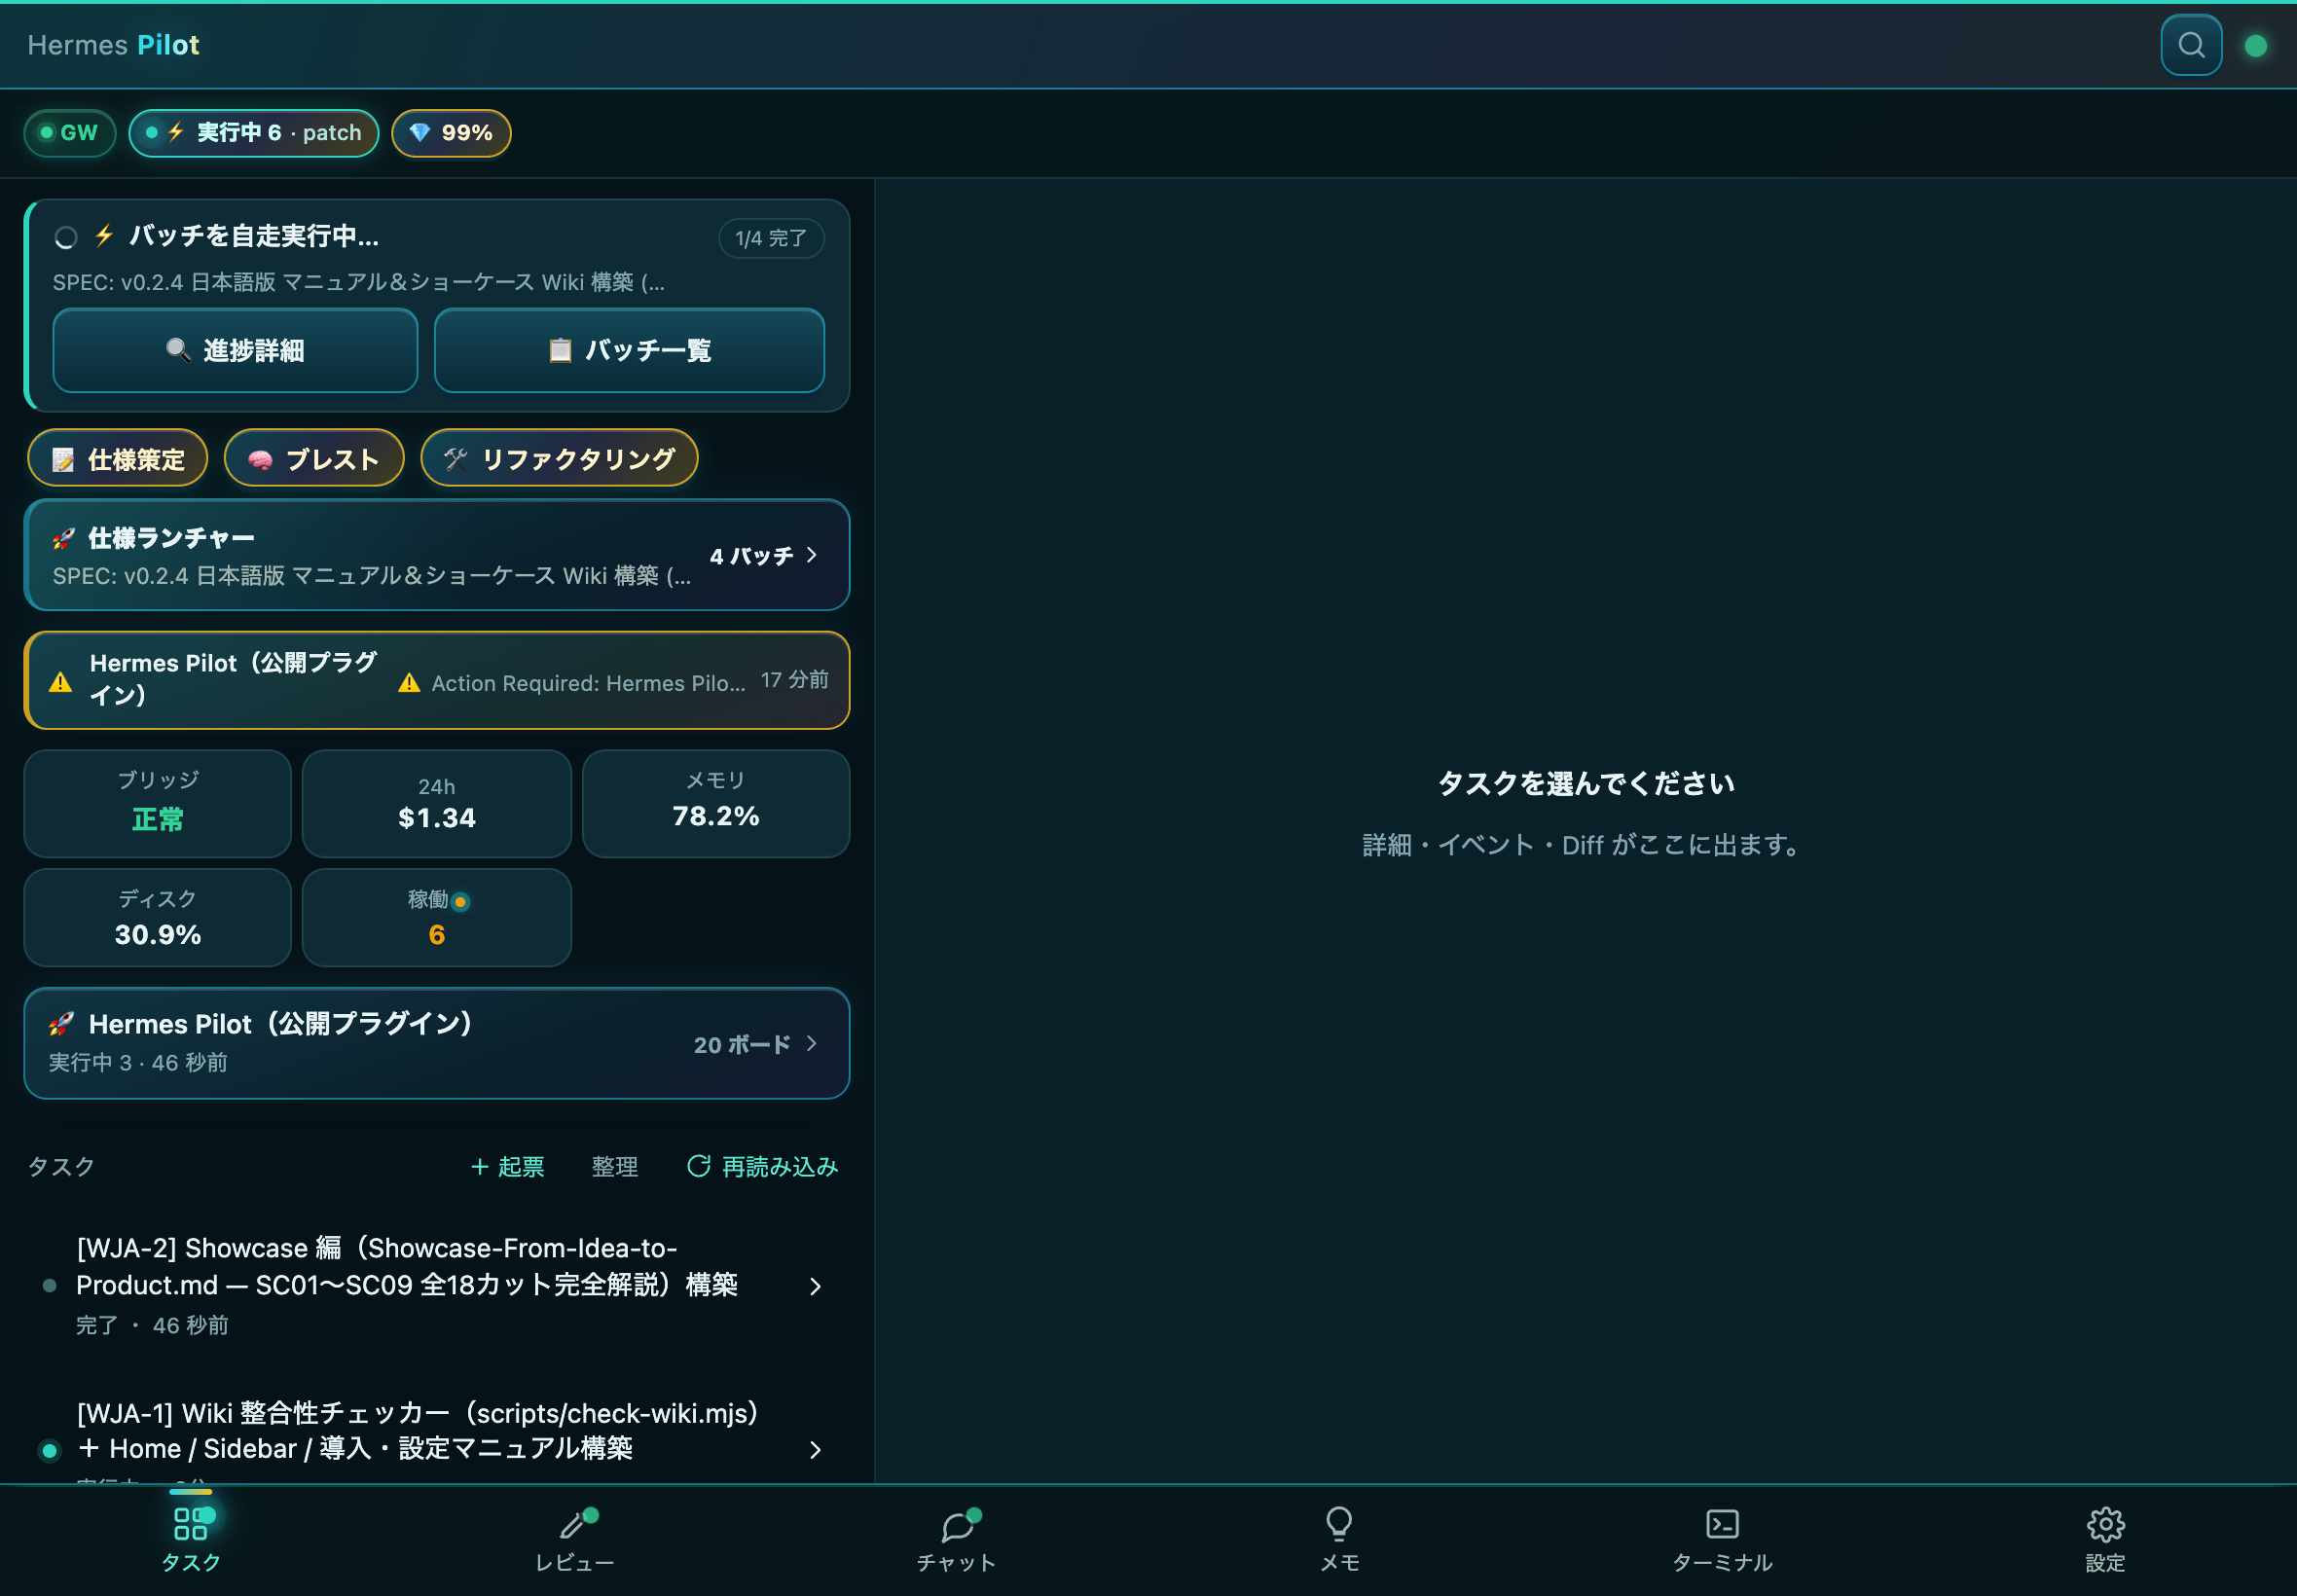 Hermes Pilot
GW
実行中 6 · patch
99%
バッチを自走実行中...
1/4 完了
SPEC: v0.2.4 日本語版 マニュアル＆ショーケース Wiki 構築 (...
進捗詳細
バッチ一覧
仕様策定
ブレスト
リファクタリング
仕様ランチャー
SPEC: v0.2.4 日本語版 マニュアル＆ショーケース Wiki 構築 (...
4 バッチ
Hermes Pilot（公開プラグ
イン）
Action Required: Hermes Pilo...
17 分前
ブリッジ
正常
24h
$1.34
メモリ
78.2%
ディスク
30.9%
稼働
6
Hermes Pilot（公開プラグイン）
実行中 3 · 46 秒前
20 ボード
タスク
+ 起票
整理
再読み込み
[WJA-2] Showcase 編（Showcase-From-Idea-to-
Product.md — SC01〜SC09 全18カット完全解説）構築
完了 ・ 46 秒前
[WJA-1] Wiki 整合性チェッカー（scripts/check-wiki.mjs）
＋ Home / Sidebar / 導入・設定マニュアル構築
タスクを選んでください
詳細・イベント・Diff がここに出ます。
タスク
レビュー
チャット
メモ
ターミナル
設定